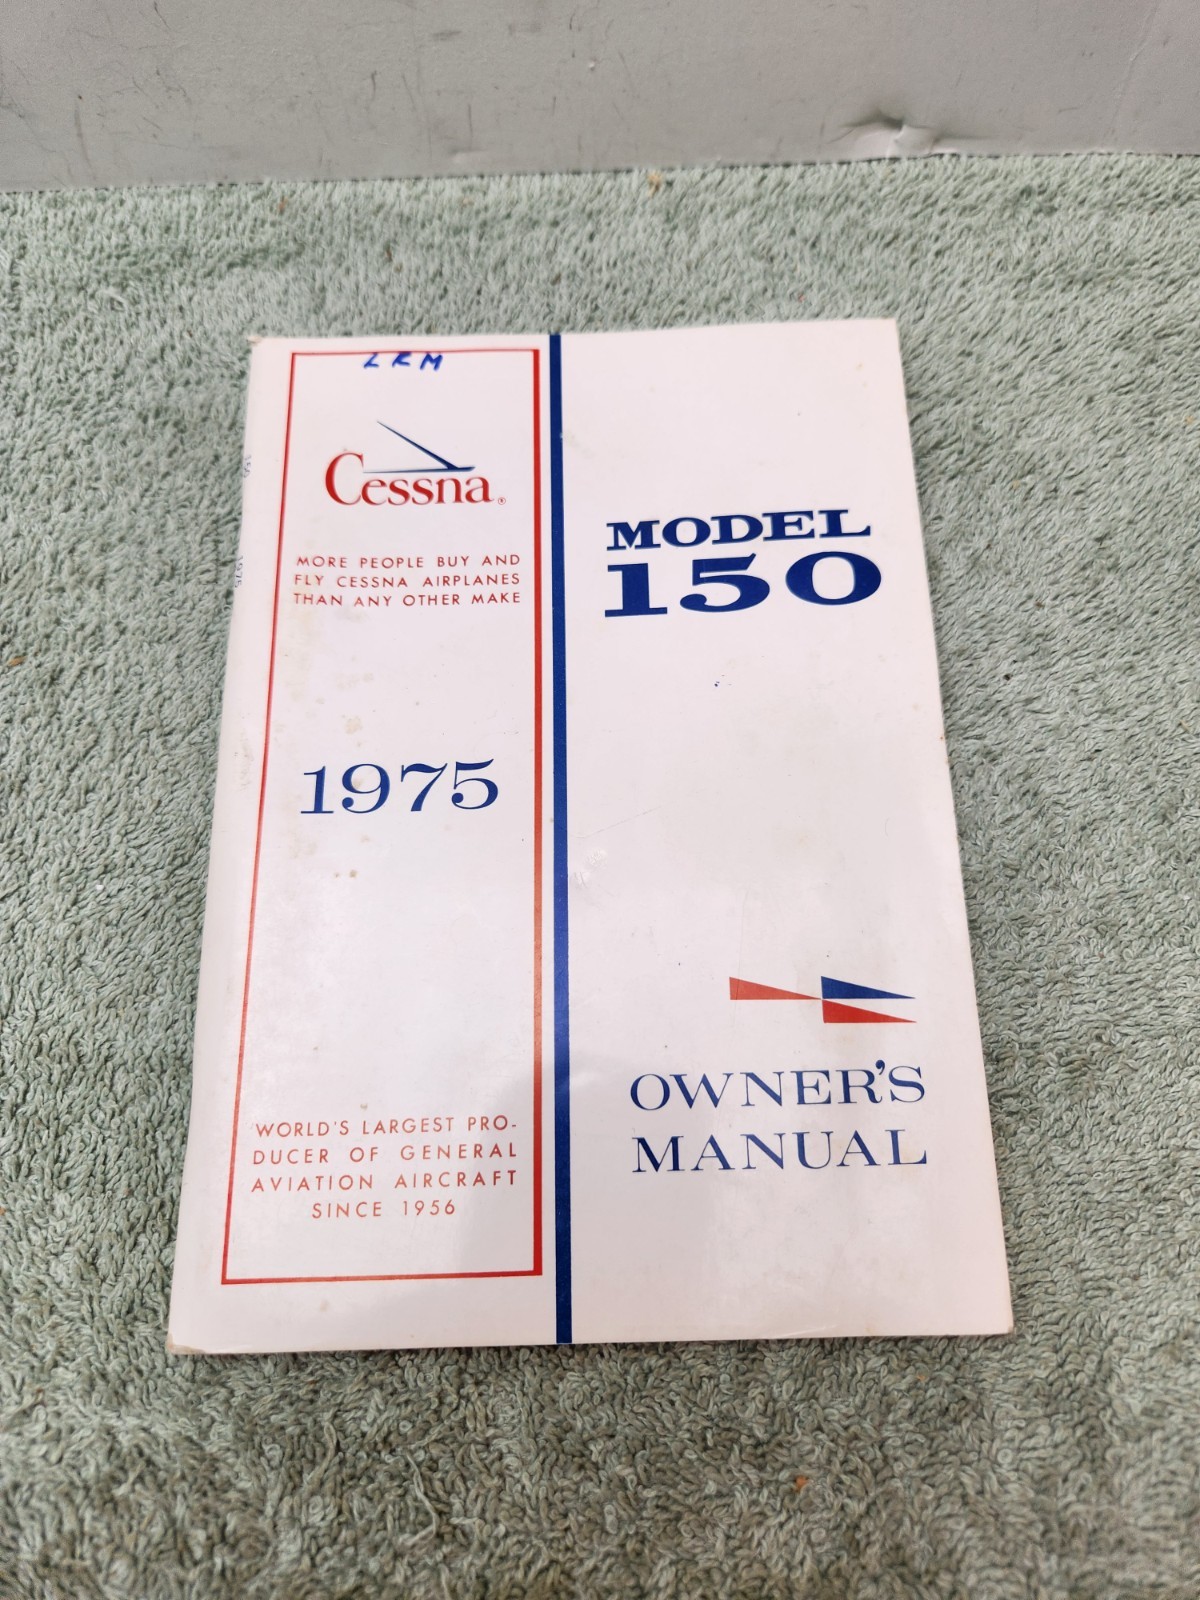 LRM
Cessna®
MORE PEOPLE BUY AND
FLY CESSNA AIRPLANES
THAN ANY OTHER MAKE
1975
WORLD'S LARGEST PRO-
DUCER OF GENERAL
AVIATION AIRCRAFT
SINCE 1956
MODEL
150
OWNER'S
MANUAL
1975